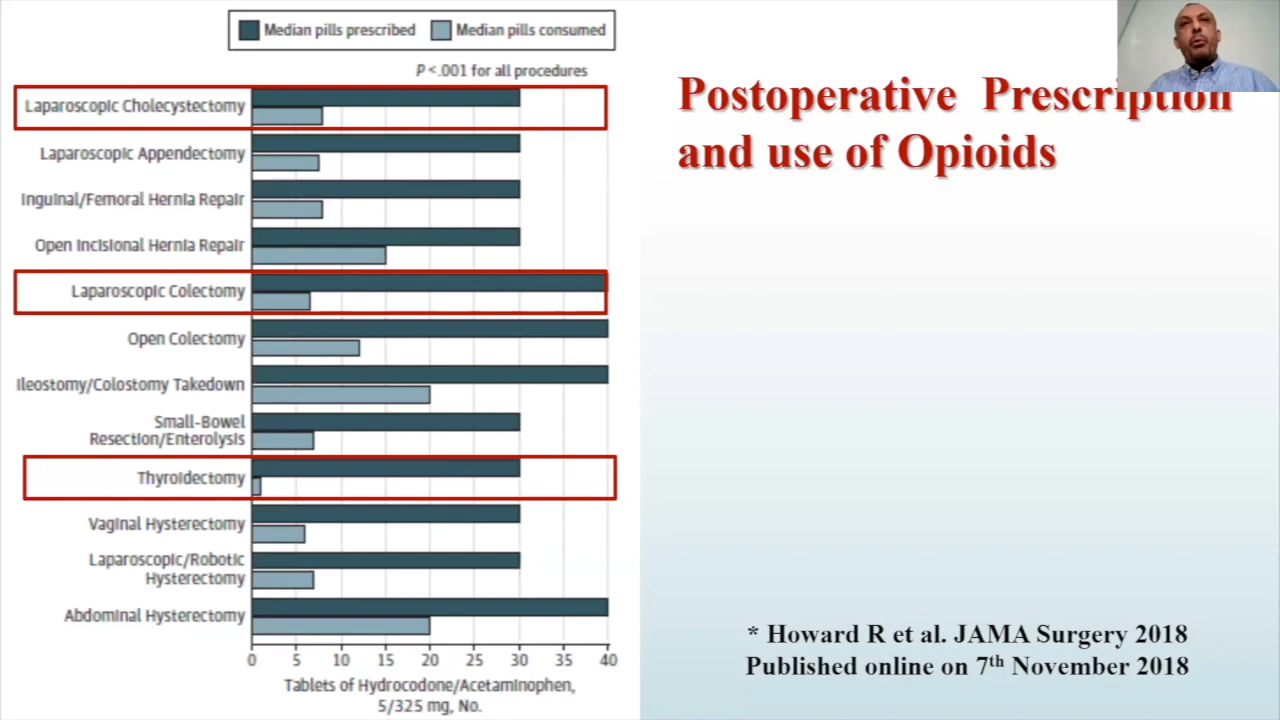 Median pills prescribed Median pills consumed
P <.001 for all procedures
Laparoscopic Cholecystectomy
Laparoscopic Appendectomy
Inguinal/Femoral Hernia Repair
Open Incisional Hernia Repair
Laparoscopic Colectomy
Open Colectomy
Ileostomy/Colostomy Takedown
Small-Bowel
Resection/Enterolysis
Thyroidectomy
Vaginal Hysterectomy
Laparoscopic/Robotic
Hysterectomy
Abdominal Hysterectomy
0 5 10 15 20 25 30 35 40
Tablets of Hydrocodone/Acetaminophen,
5/325 mg, No.
Postoperative Prescription
and use of Opioids
* Howard R et al. JAMA Surgery 2018
Published online on 7th November 2018